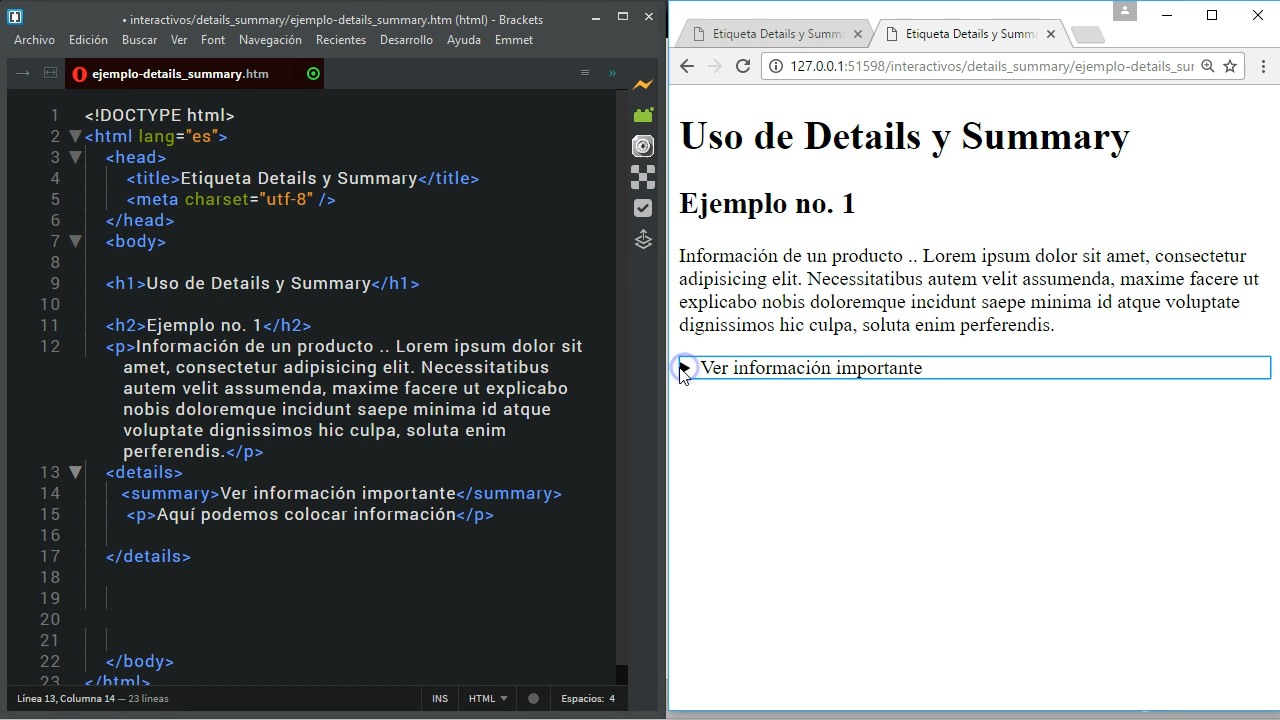 • interactivos/details_summary/ejemplo-details_summary.htm (html) - Brackets
Archivo Edición Buscar Ver Font Navegación Recientes Desarrollo Ayuda Emmet
ejemplo-details_summary.htm
1 <!DOCTYPE html>
2 <html lang="es">
3 <head>
4 <title>Etiqueta Details y Summary</title>
5 <meta charset="utf-8" />
6 </head>
7 <body>
8
9 <h1>Uso de Details y Summary</h1>
10
11 <h2>Ejemplo no. 1</h2>
12 <p>Información de un producto .. Lorem ipsum dolor sit
amet, consectetur adipisicing elit. Necessitatibus
autem velit assumenda, maxime facere ut explicabo
nobis doloremque incidunt saepe minima id atque
voluptate dignissimos hic culpa, soluta enim
perferendis.</p>
13 <details>
14 <summary>Ver información importante</summary>
15 <p>Aquí podemos colocar información</p>
16
17 </details>
18
19
20
21
22 </body>
23 </html>
Línea 13, Columna 14 — 23 líneas
INS HTML Espacios: 4
Etiqueta Details y Summ
Etiqueta Details y Summ
127.0.0.1:51598/interactivos/details_summary/ejemplo-details_sur
Uso de Details y Summary
Ejemplo no. 1
Información de un producto .. Lorem ipsum dolor sit amet, consectetur
adipisicing elit. Necessitatibus autem velit assumenda, maxime facere ut
explicabo nobis doloremque incidunt saepe minima id atque voluptate
dignissimos hic culpa, soluta enim perferendis.
Ver información importante